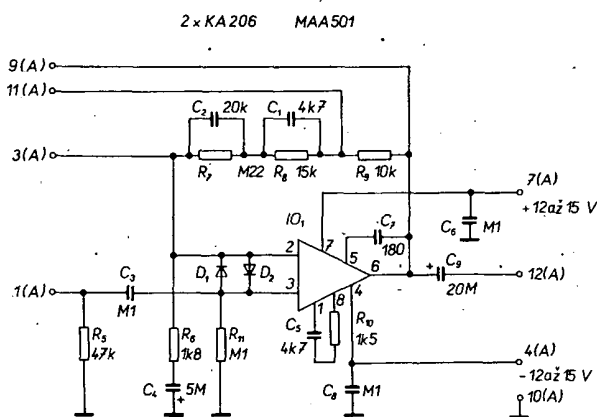 2 x KA206 MAA501
9(A)
11(A)
C2 20k C1 4k7
3(A)
R7 M22 R8 15k R9 10k
7(A)
+12až 15 V
IO1 7 C7 C6 M1
2 5 180
D1 D2 6 + C9 12(A)
C3 3 1 8 4 20M
1(A)
M1
R5 R6 R11 C5 R10
47k 1k8 M1 4k7 1k5
4(A)
C4 5M C8 M1 -12až 15 V
+ 10(A)